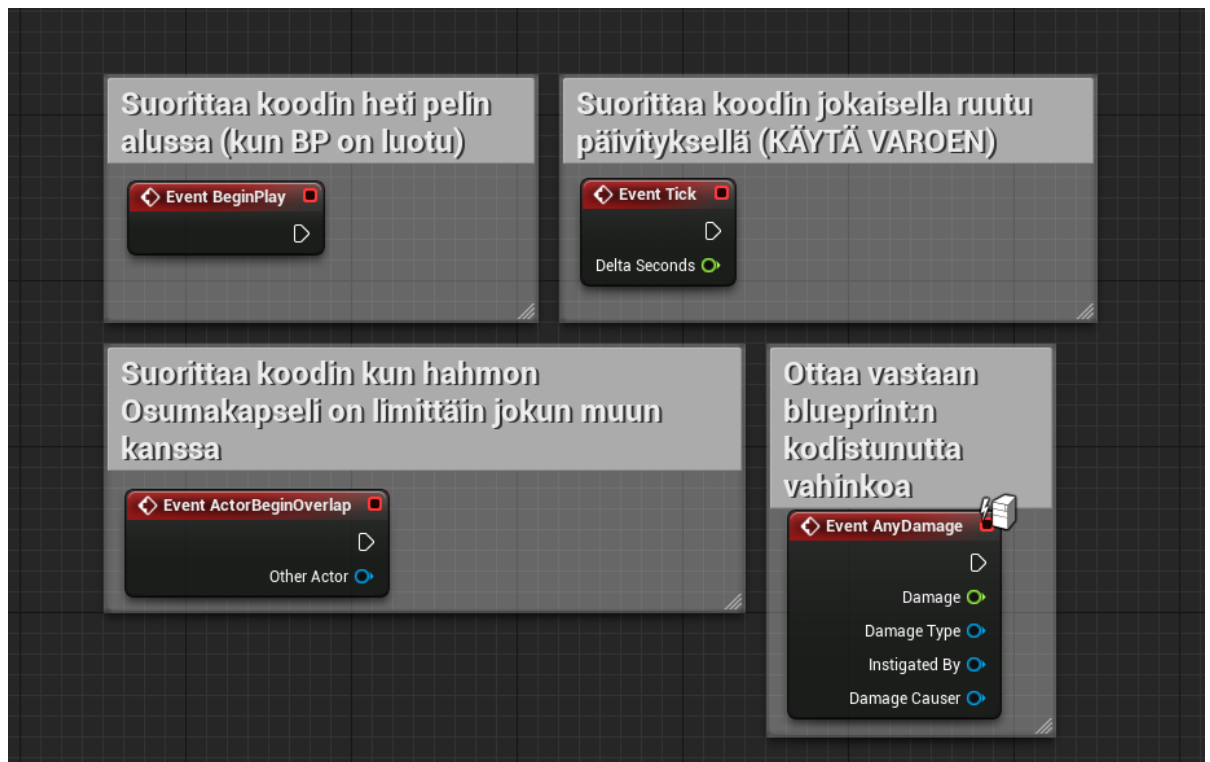 Suorittaa koodin heti pelin
alussa (kun BP on luotu)
Event BeginPlay
Suorittaa koodin jokaisella ruutu
päivityksellä (KÄYTÄ VAROEN)
Event Tick
Delta Seconds
Suorittaa koodin kun hahmon
Osumakapseli on limittäin jokun muun
kanssa
Event ActorBeginOverlap
Other Actor
Ottaa vastaan
blueprint:n
kodistunutta
vahinkoa
Event AnyDamage
Damage
Damage Type
Instigated By
Damage Causer